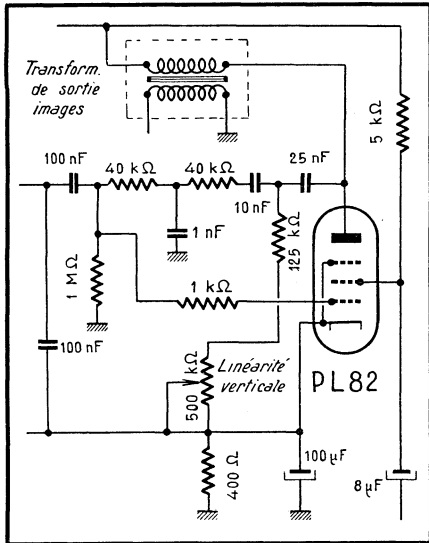 Transform.
de sortie
images
5 kΩ
100 nF
40 kΩ
40 kΩ
25 nF
10 nF
1 nF
125 kΩ
1 MΩ
1 kΩ
100 nF
Linéarité
verticale
500 kΩ
PL82
400 Ω
100 µF
8 µF